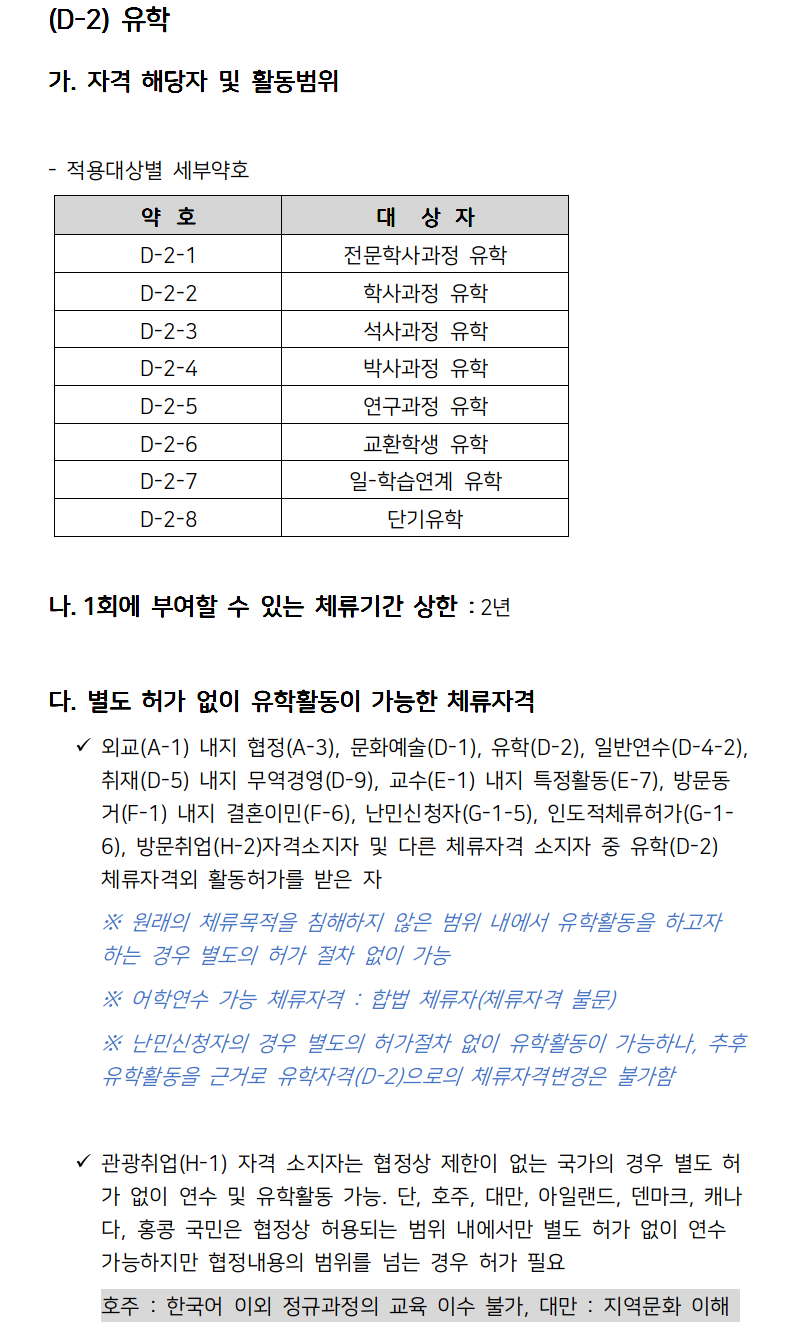 (D-2) 유학
가. 자격 해당자 및 활동범위
- 적용대상별 세부약호
약 호 대 상 자
D-2-1 전문학사과정 유학
D-2-2 학사과정 유학
D-2-3 석사과정 유학
D-2-4 박사과정 유학
D-2-5 연구과정 유학
D-2-6 교환학생 유학
D-2-7 일-학습연계 유학
D-2-8 단기유학
나. 1회에 부여할 수 있는 체류기간 상한 : 2년
다. 별도 허가 없이 유학활동이 가능한 체류자격
✓ 외교(A-1) 내지 협정(A-3), 문화예술(D-1), 유학(D-2), 일반연수(D-4-2),
취재(D-5) 내지 무역경영(D-9), 교수(E-1) 내지 특정활동(E-7), 방문동
거(F-1) 내지 결혼이민(F-6), 난민신청자(G-1-5), 인도적체류허가(G-1-
6), 방문취업(H-2)자격소지자 및 다른 체류자격 소지자 중 유학(D-2)
체류자격외 활동허가를 받은 자
※ 원래의 체류목적을 침해하지 않은 범위 내에서 유학활동을 하고자
하는 경우 별도의 허가 절차 없이 가능
※ 어학연수 가능 체류자격 : 합법 체류자(체류자격 불문)
※ 난민신청자의 경우 별도의 허가절차 없이 유학활동이 가능하나, 추후
유학활동을 근거로 유학자격(D-2)으로의 체류자격변경은 불가함
✓ 관광취업(H-1) 자격 소지자는 협정상 제한이 없는 국가의 경우 별도 허
가 없이 연수 및 유학활동 가능. 단, 호주, 대만, 아일랜드, 덴마크, 캐나
다, 홍콩 국민은 협정상 허용되는 범위 내에서만 별도 허가 없이 연수
가능하지만 협정내용의 범위를 넘는 경우 허가 필요
호주 : 한국어 이외 정규과정의 교육 이수 불가, 대만 : 지역문화 이해